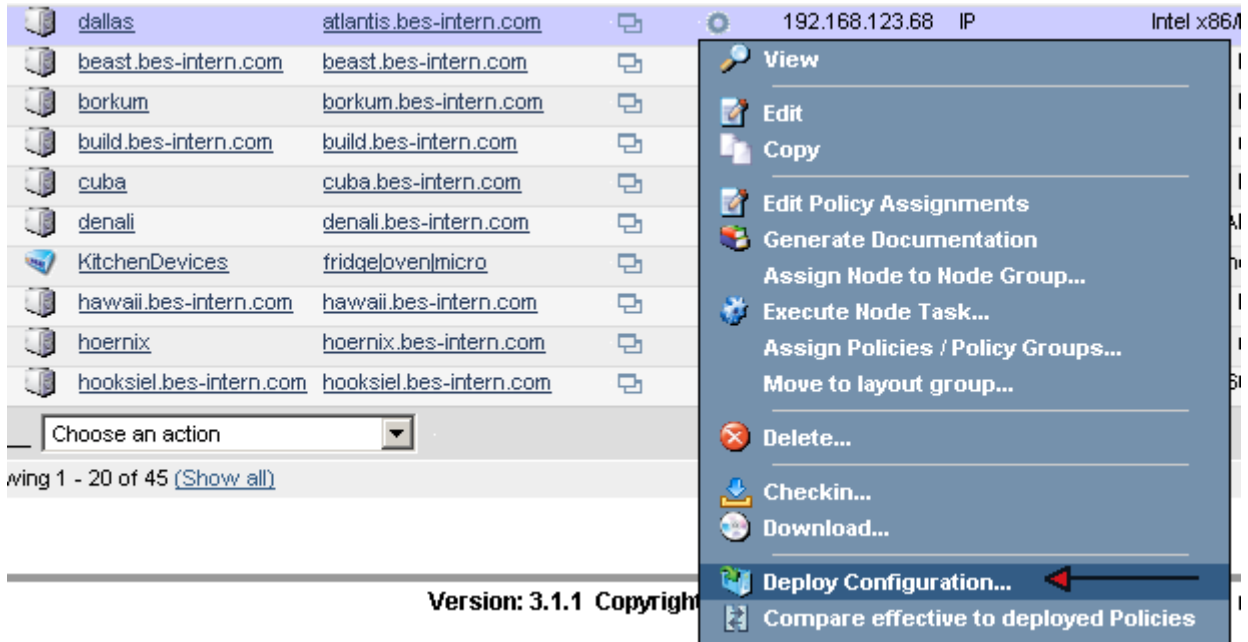 dallas atlantis.bes-intern.com 192.168.123.68 IP Intel x86/
beast.bes-intern.com beast.bes-intern.com
borkum borkum.bes-intern.com
build.bes-intern.com build.bes-intern.com
cuba cuba.bes-intern.com
denali denali.bes-intern.com
KitchenDevices fridge|oven|micro
hawaii.bes-intern.com hawaii.bes-intern.com
hoernix hoernix.bes-intern.com
hooksiel.bes-intern.com hooksiel.bes-intern.com
Choose an action
wing 1 - 20 of 45 (Show all)
Version: 3.1.1 Copyright
View
Edit
Copy
Edit Policy Assignments
Generate Documentation
Assign Node to Node Group...
Execute Node Task...
Assign Policies / Policy Groups...
Move to layout group...
Delete...
Checkin...
Download...
Deploy Configuration...
Compare effective to deployed Policies